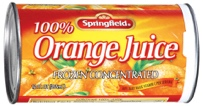 Springfield®
100%
Orange Juice
FROZEN CONCENTRATED